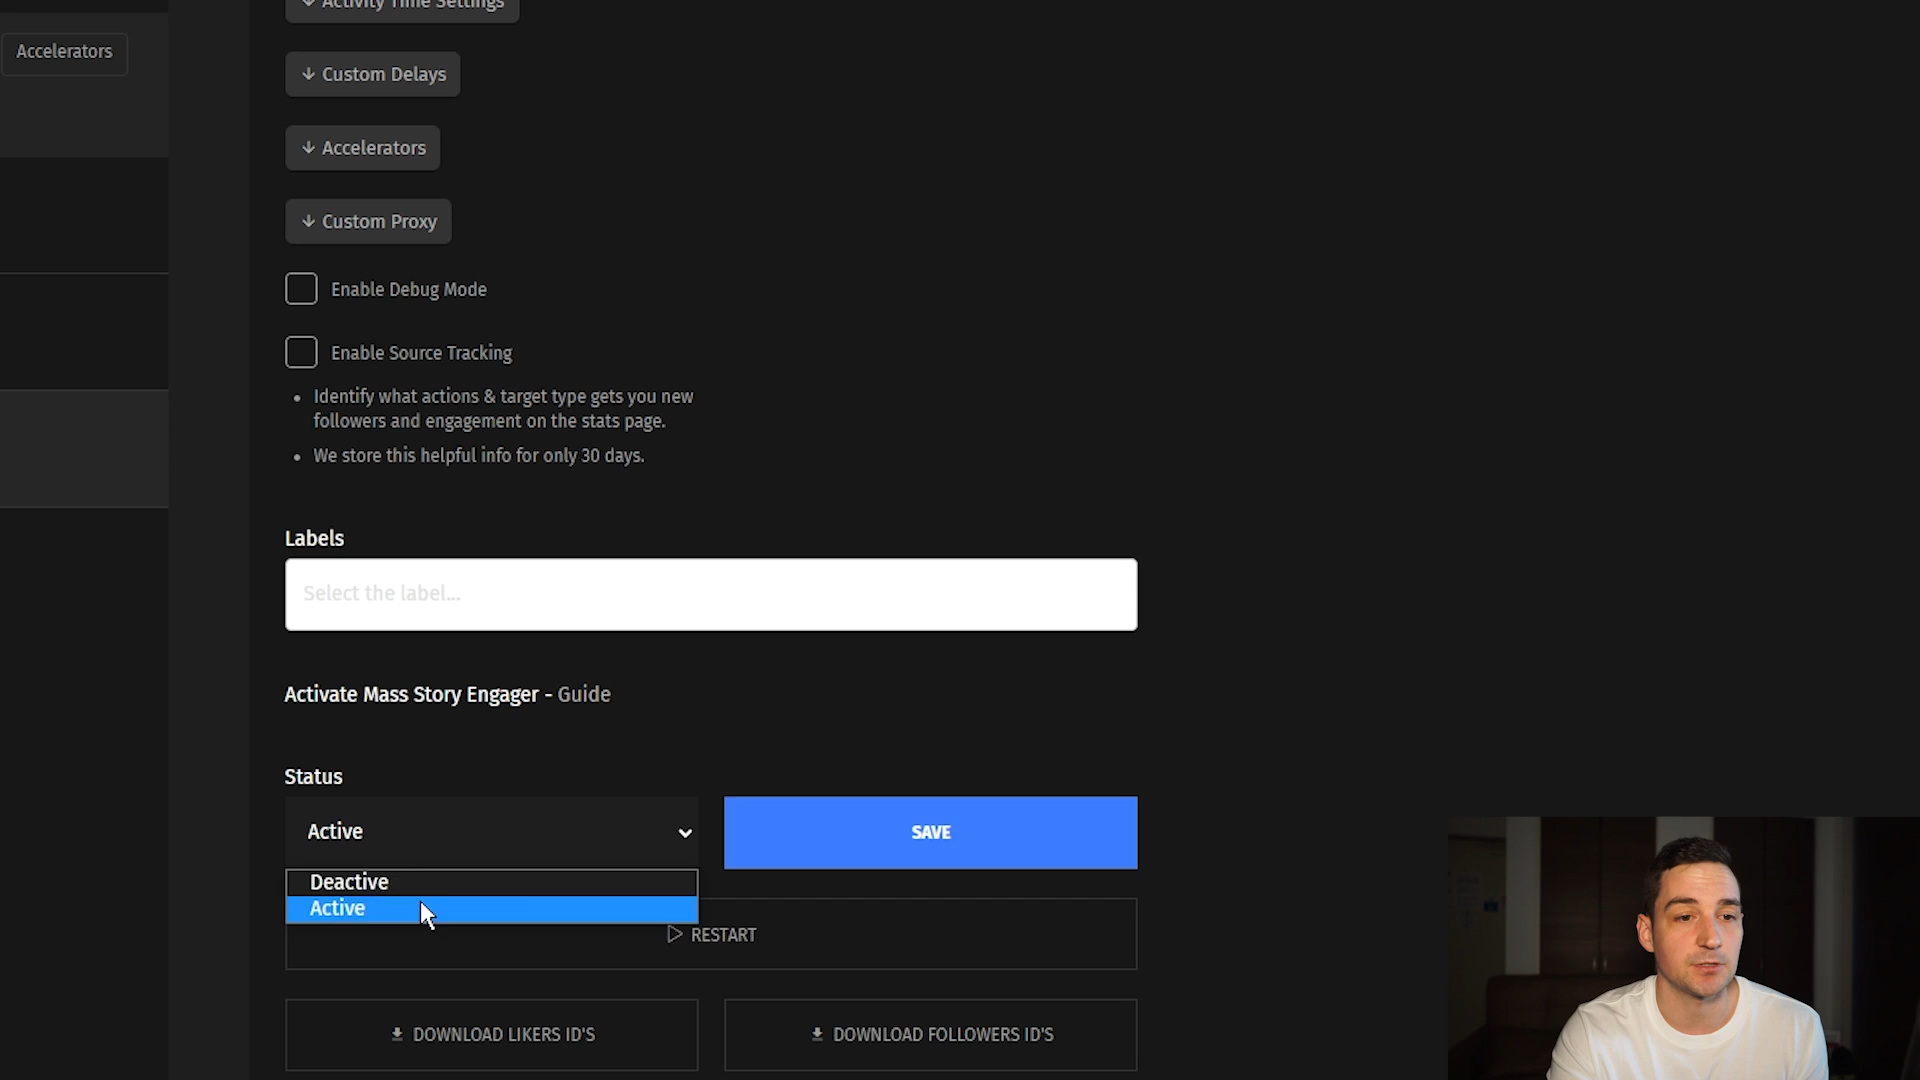 Activity Time Settings
Accelerators
Custom Delays
Accelerators
Custom Proxy
Enable Debug Mode
Enable Source Tracking
• Identify what actions & target type gets you new
followers and engagement on the stats page.
• We store this helpful info for only 30 days.
Labels
Select the label...
Activate Mass Story Engager - Guide
Status
Active
SAVE
Deactive
Active
RESTART
DOWNLOAD LIKERS ID'S
DOWNLOAD FOLLOWERS ID'S